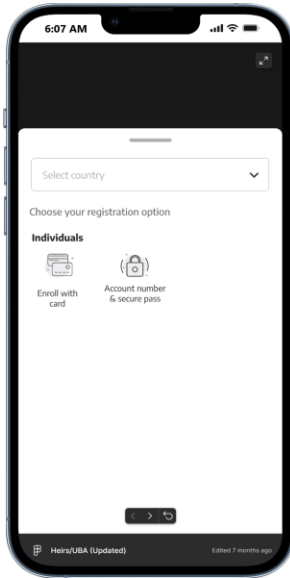 6:07 AM
Select country
Choose your registration option
Individuals
Enroll with
card
Account number
& secure pass
Heirs/UBA (Updated)
Edited 7 months ago